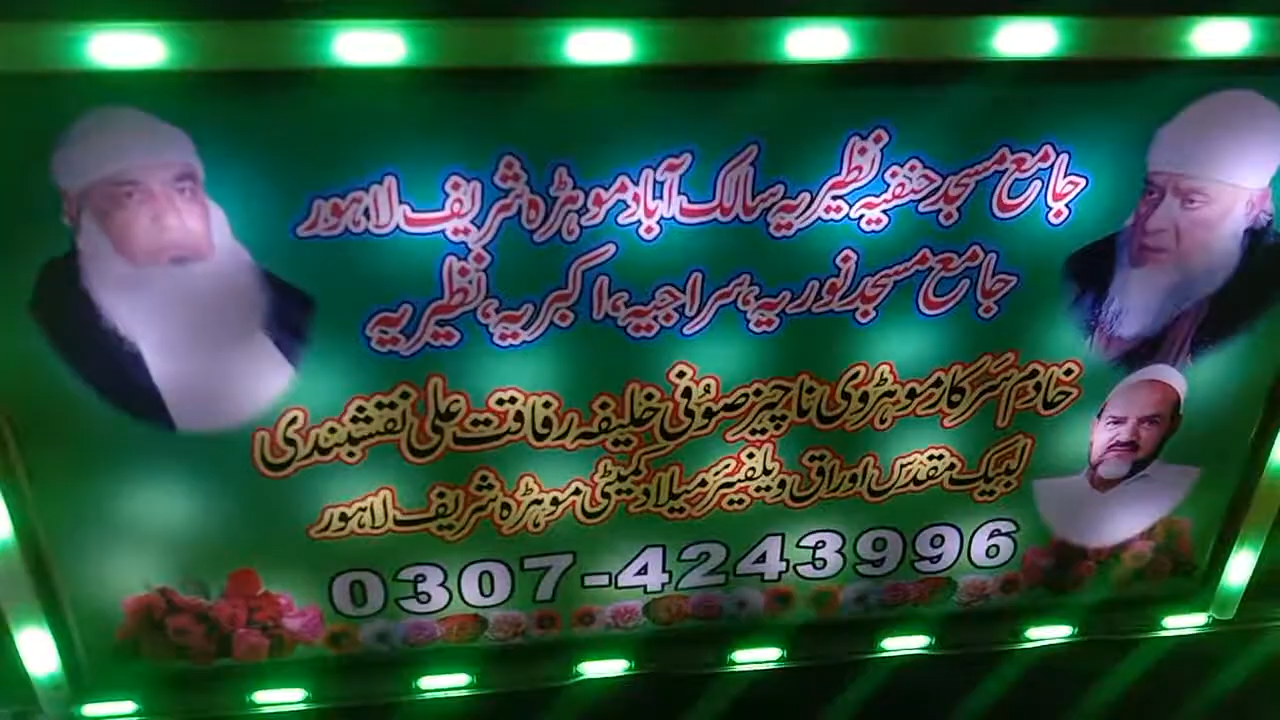 جامع مسجد حنفیہ نظیریہ سالک آباد موہڑہ شریف لاہور
جامع مسجد نوریہ، سراجیہ، اکبریہ، نظیریہ
خادم سرکار موہڑوی ناچیز صوفی خلیفہ رفاقت علی نقشبندی
لبیک مقدس اوراق ویلفیئر میلاد کمیٹی موہڑہ شریف لاہور
0307-4243996